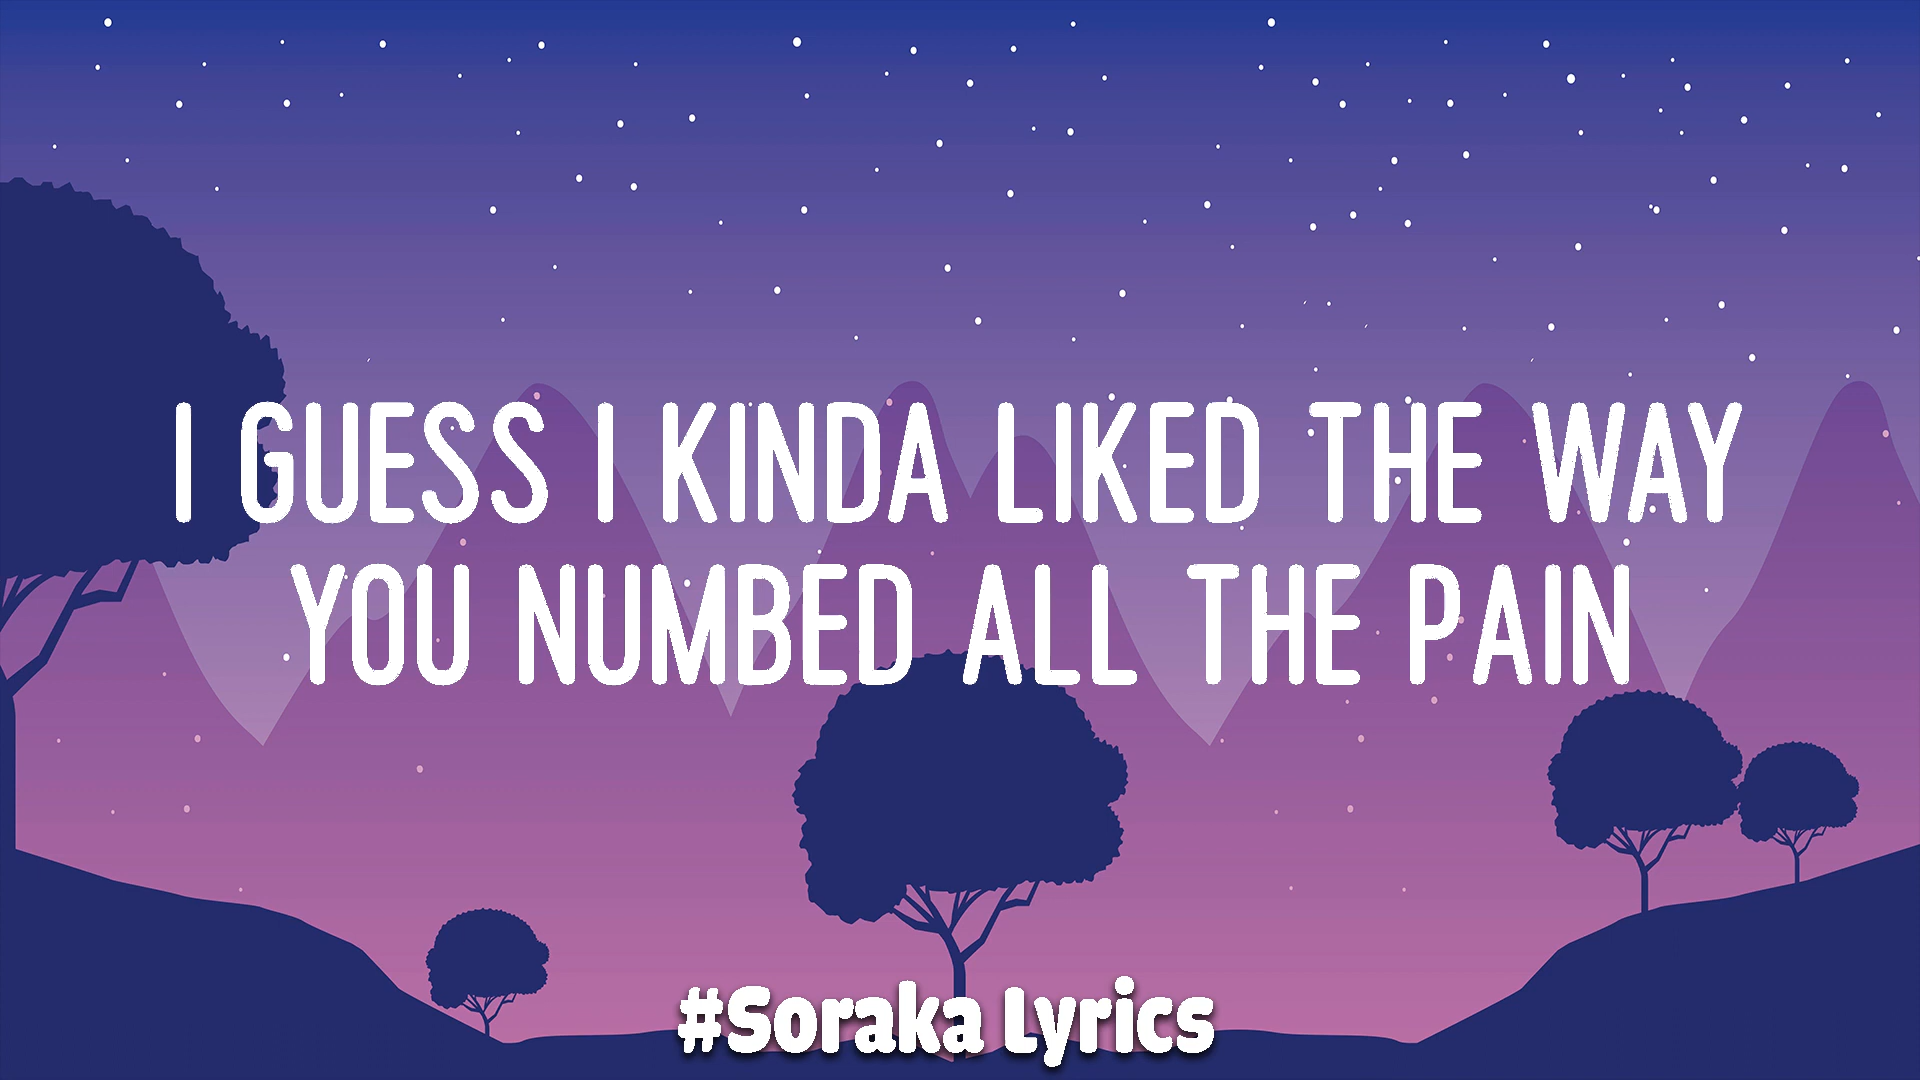 I GUESS I KINDA LIKED THE WAY
YOU NUMBED ALL THE PAIN
#Soraka Lyrics